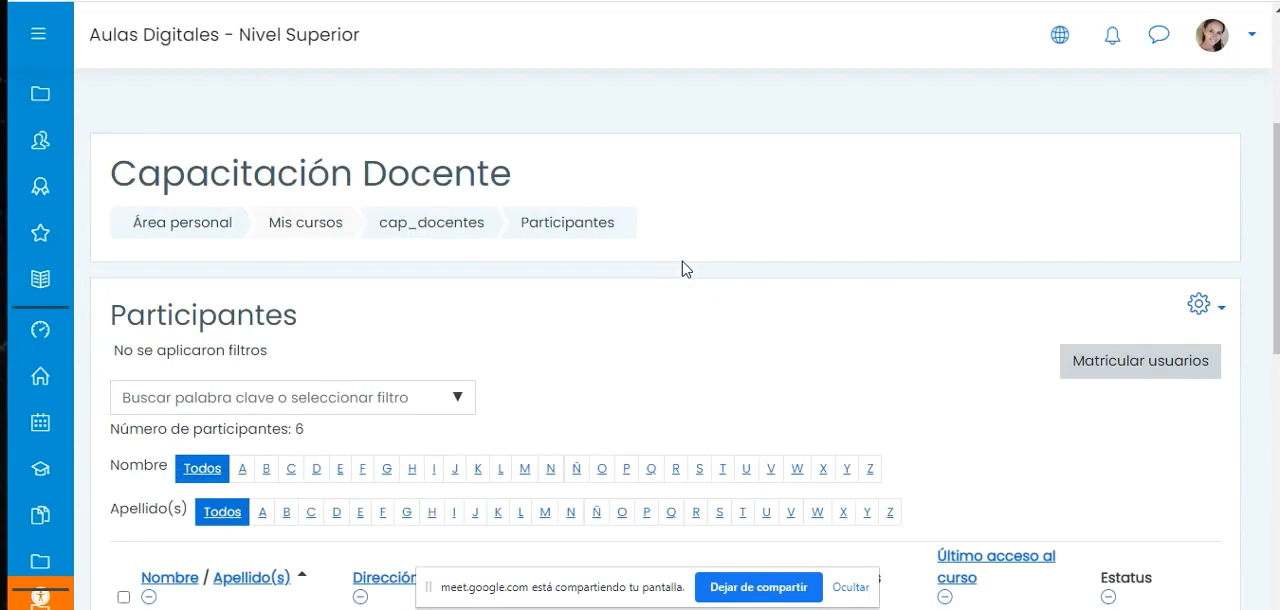 Aulas Digitales - Nivel Superior
Capacitación Docente
Área personal Mis cursos cap_docentes Participantes
Participantes
No se aplicaron filtros
Matricular usuarios
Buscar palabra clave o seleccionar filtro ▼
Número de participantes: 6
Nombre Todos A B C D E F G H I J K L M N Ñ O P Q R S T U V W X Y Z
Apellido(s) Todos A B C D E F G H I J K L M N Ñ O P Q R S T U V W X Y Z
Nombre / Apellido(s) Dirección
Último acceso al
curso
Estatus
meet.google.com está compartiendo tu pantalla. Dejar de compartir Ocultar